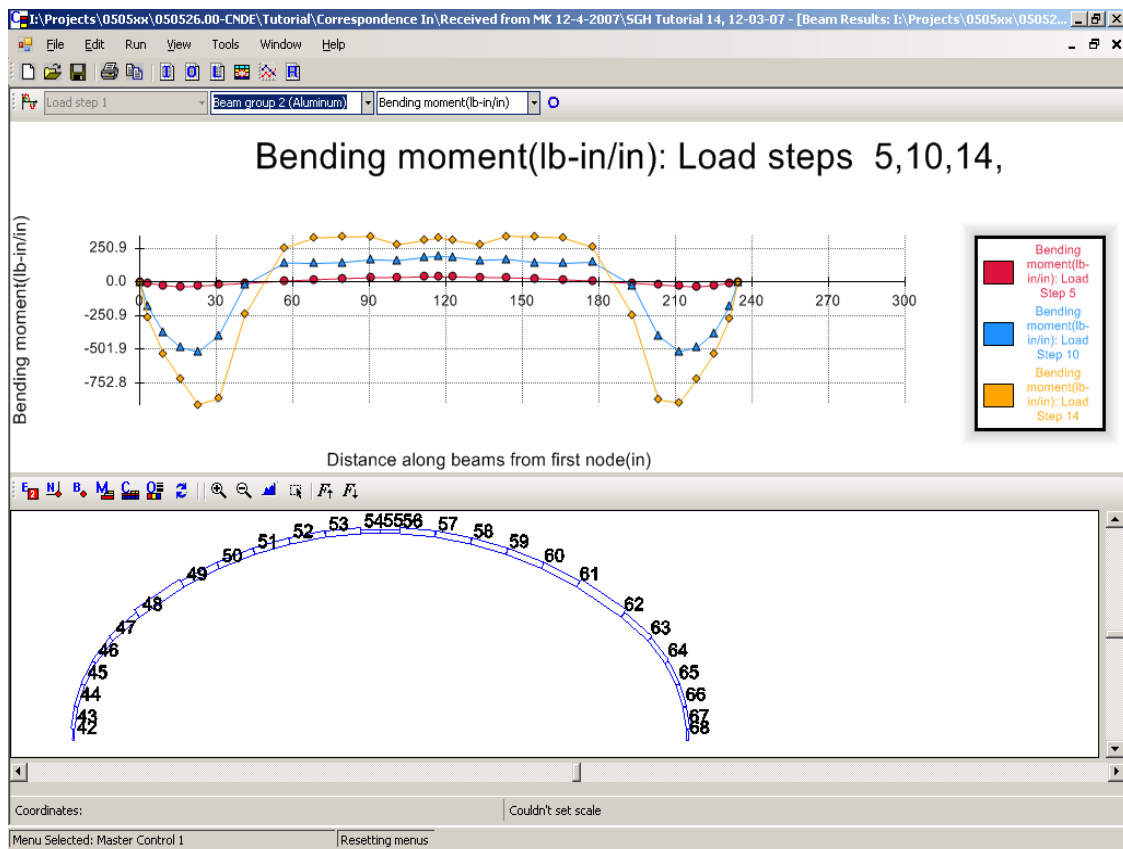 I:\Projects\0505xx\050526.00-CNDE\Tutorial\Correspondence In\Received from MK 12-4-2007\SGH Tutorial 14, 12-03-07 - [Beam Results: I:\Projects\0505xx\05052...
File Edit Run View Tools Window Help
Load step 1 Beam group 2 (Aluminum) Bending moment(lb-in/in)
Bending moment(lb-in/in): Load steps 5,10,14,
Bending moment(lb-in/in)
250.9
0.0
-250.9
-501.9
-752.8
0 30 60 90 120 150 180 210 240 270 300
Distance along beams from first node(in)
Bending
moment(lb-
in/in): Load
Step 5
Bending
moment(lb-
in/in): Load
Step 10
Bending
moment(lb-
in/in): Load
Step 14
42
43
44
45
46
47
48
49
50
51
52
53
54
55
56
57
58
59
60
61
62
63
64
65
66
67
68
Coordinates: Couldn't set scale
Menu Selected: Master Control 1 Resetting menus